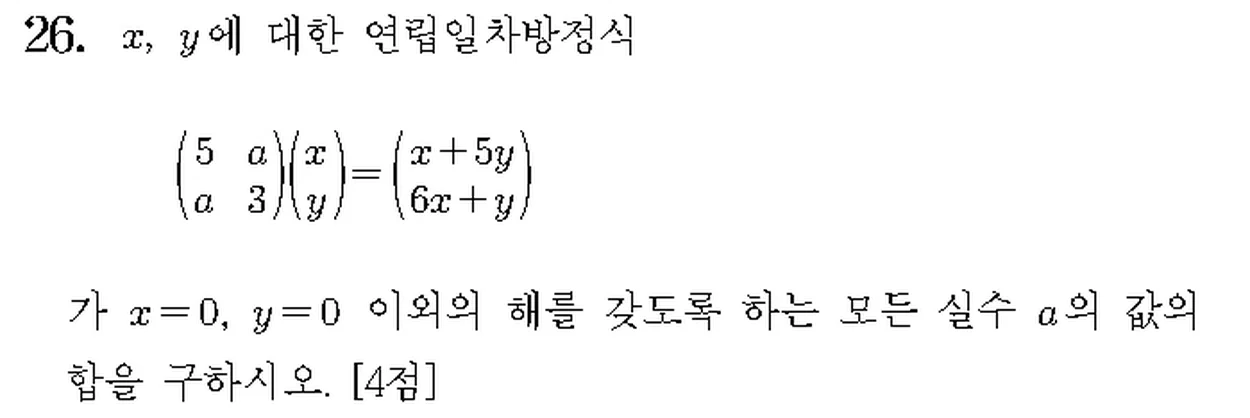 26. x, y에 대한 연립일차방정식
(5 a
a 3)(x
y)=(x+5y
6x+y)
가 x=0, y=0 이외의 해를 갖도록 하는 모든 실수 a의 값의
합을 구하시오. [4점]